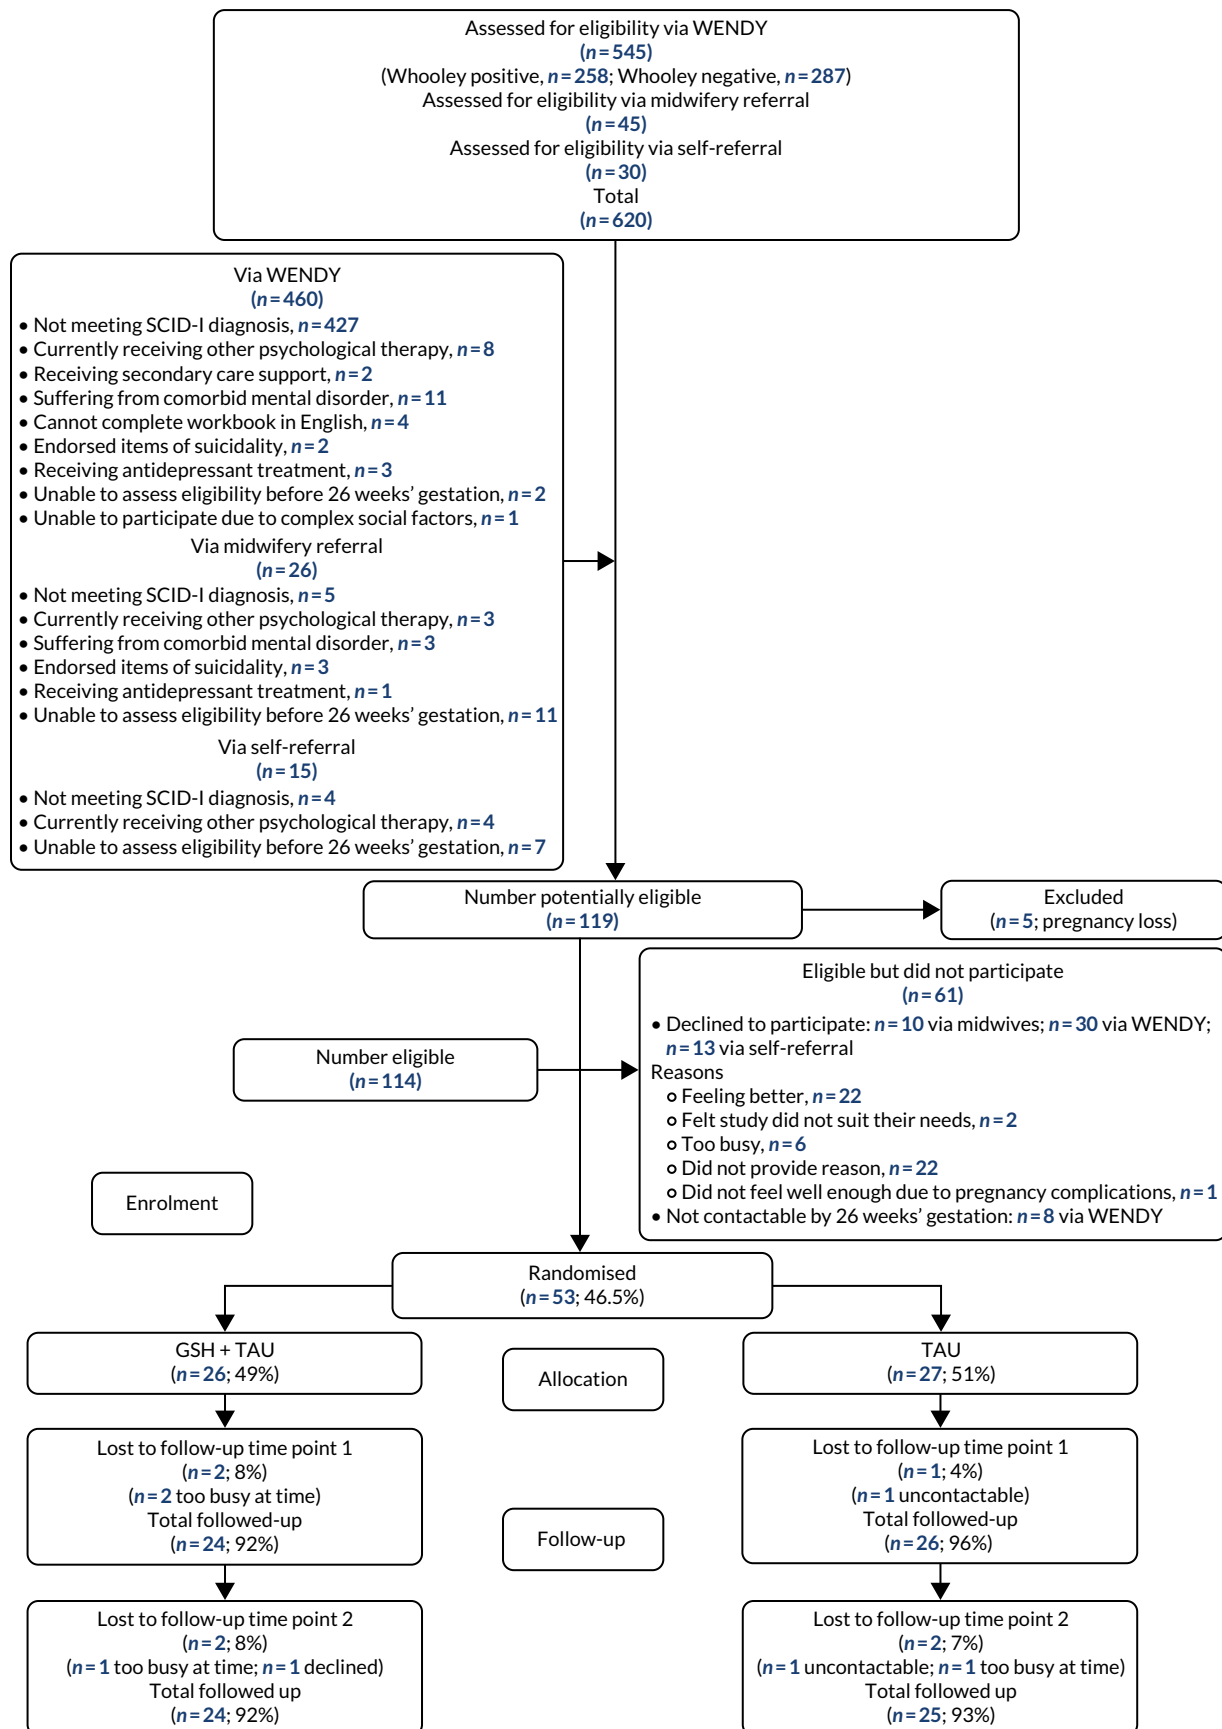 Assessed for eligibility via WENDY
(n=545)
(Whooley positive, n=258; Whooley negative, n=287)
Assessed for eligibility via midwifery referral
(n=45)
Assessed for eligibility via self-referral
(n=30)
Total
(n=620)
Via WENDY
(n=460)
• Not meeting SCID-I diagnosis, n=427
• Currently receiving other psychological therapy, n=8
• Receiving secondary care support, n=2
• Suffering from comorbid mental disorder, n=11
• Cannot complete workbook in English, n=4
• Endorsed items of suicidality, n=2
• Receiving antidepressant treatment, n=3
• Unable to assess eligibility before 26 weeks’ gestation, n=2
• Unable to participate due to complex social factors, n=1
Via midwifery referral
(n=26)
• Not meeting SCID-I diagnosis, n=5
• Currently receiving other psychological therapy, n=3
• Suffering from comorbid mental disorder, n=3
• Endorsed items of suicidality, n=3
• Receiving antidepressant treatment, n=1
• Unable to assess eligibility before 26 weeks’ gestation, n=11
Via self-referral
(n=15)
• Not meeting SCID-I diagnosis, n=4
• Currently receiving other psychological therapy, n=4
• Unable to assess eligibility before 26 weeks’ gestation, n=7
Number potentially eligible
(n=119)
Excluded
(n=5; pregnancy loss)
Number eligible
(n=114)
Eligible but did not participate
(n=61)
• Declined to participate: n=10 via midwives; n=30 via WENDY;
n=13 via self-referral
Reasons
o Feeling better, n=22
o Felt study did not suit their needs, n=2
o Too busy, n=6
o Did not provide reason, n=22
o Did not feel well enough due to pregnancy complications, n=1
• Not contactable by 26 weeks’ gestation: n=8 via WENDY
Enrolment
Randomised
(n=53; 46.5%)
GSH + TAU
(n=26; 49%)
Allocation
TAU
(n=27; 51%)
Lost to follow-up time point 1
(n=2; 8%)
(n=2 too busy at time)
Total followed-up
(n=24; 92%)
Follow-up
Lost to follow-up time point 1
(n=1; 4%)
(n=1 uncontactable)
Total followed-up
(n=26; 96%)
Lost to follow-up time point 2
(n=2; 8%)
(n=1 too busy at time; n=1 declined)
Total followed up
(n=24; 92%)
Lost to follow-up time point 2
(n=2; 7%)
(n=1 uncontactable; n=1 too busy at time)
Total followed up
(n=25; 93%)